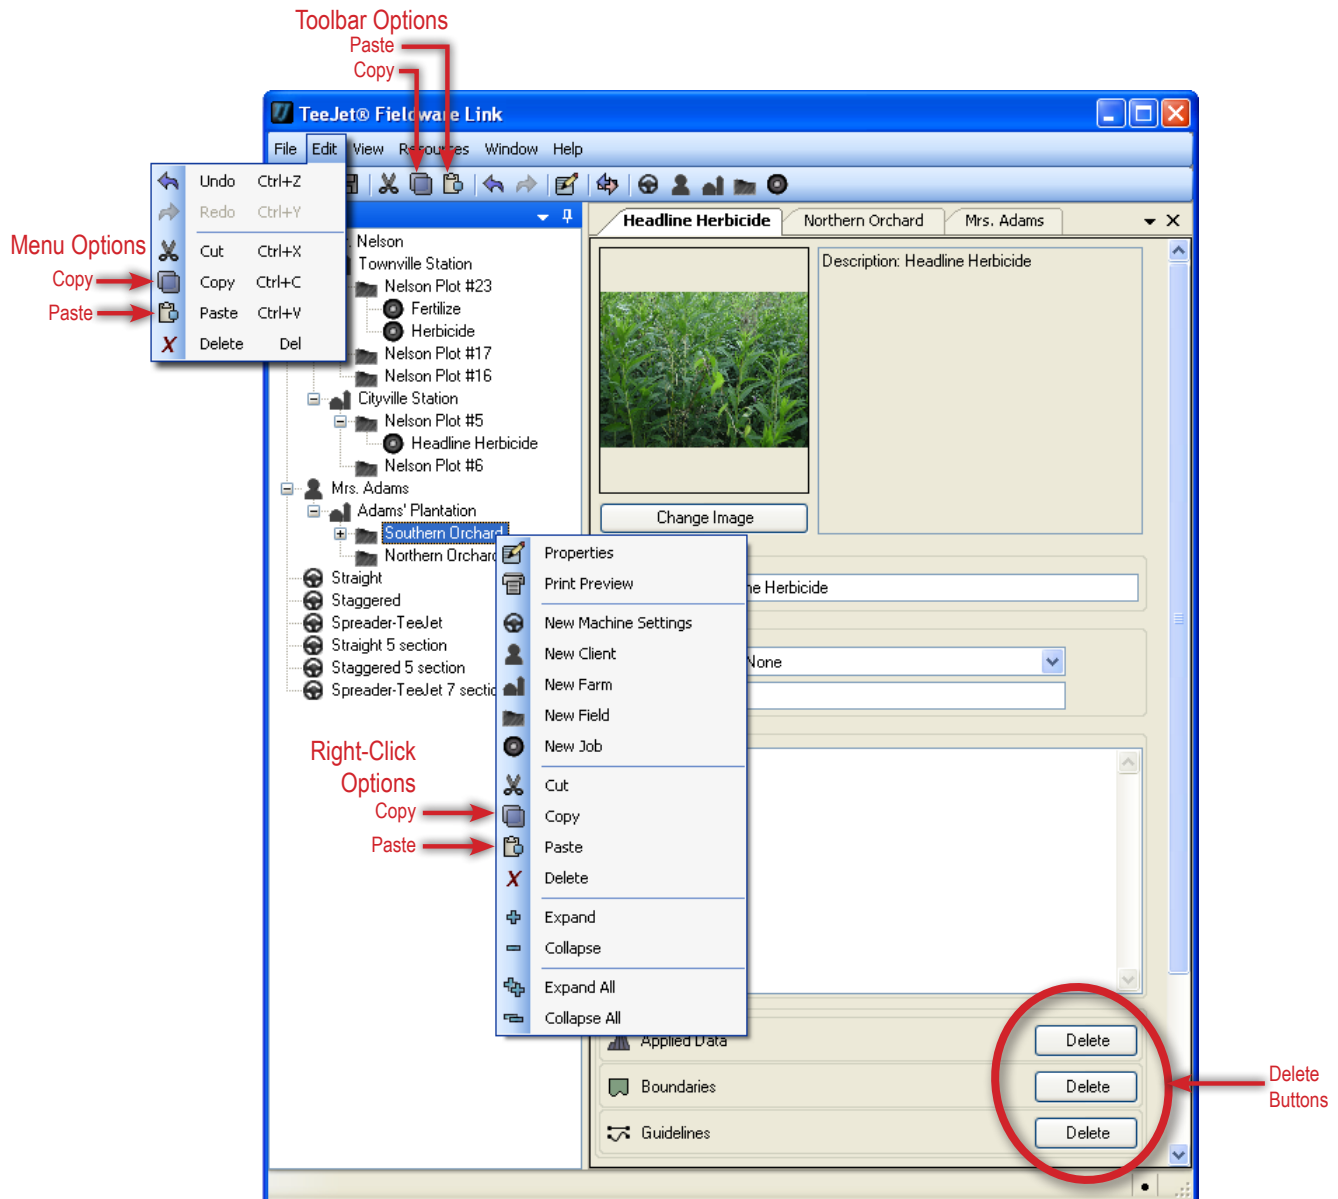 Toolbar Options
Paste
Copy
TeeJet® Fieldware Link
File Edit View Resources Window Help
Undo Ctrl+Z
Redo Ctrl+Y
Cut Ctrl+X
Copy Ctrl+C
Paste Ctrl+V
Delete Del
Menu Options
Copy
Paste
Nelson
Townville Station
Nelson Plot #23
Fertilize
Herbicide
Nelson Plot #17
Nelson Plot #16
Cityville Station
Nelson Plot #5
Headline Herbicide
Nelson Plot #6
Mrs. Adams
Adams' Plantation
Southern Orchard
Northern Orchard
Straight
Staggered
Spreader-TeeJet
Straight 5 section
Staggered 5 section
Spreader-TeeJet 7 sectio
Headline Herbicide Northern Orchard Mrs. Adams
Description: Headline Herbicide
Change Image
ne Herbicide
None
Properties
Print Preview
New Machine Settings
New Client
New Farm
New Field
New Job
Cut
Copy
Paste
Delete
Expand
Collapse
Expand All
Collapse All
Right-Click
Options
Copy
Paste
Applied Data Delete
Boundaries Delete
Guidelines Delete
Delete
Buttons